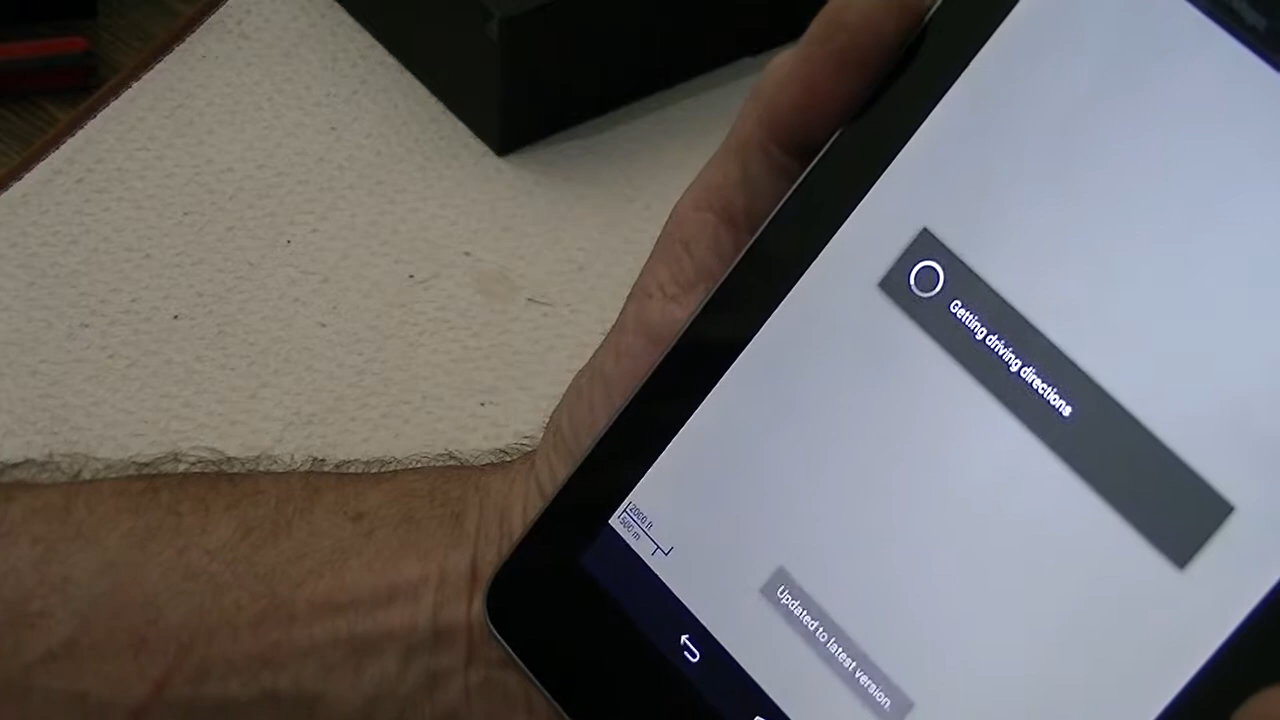 Getting driving directions
2000 ft
500 m
Updated to latest version.